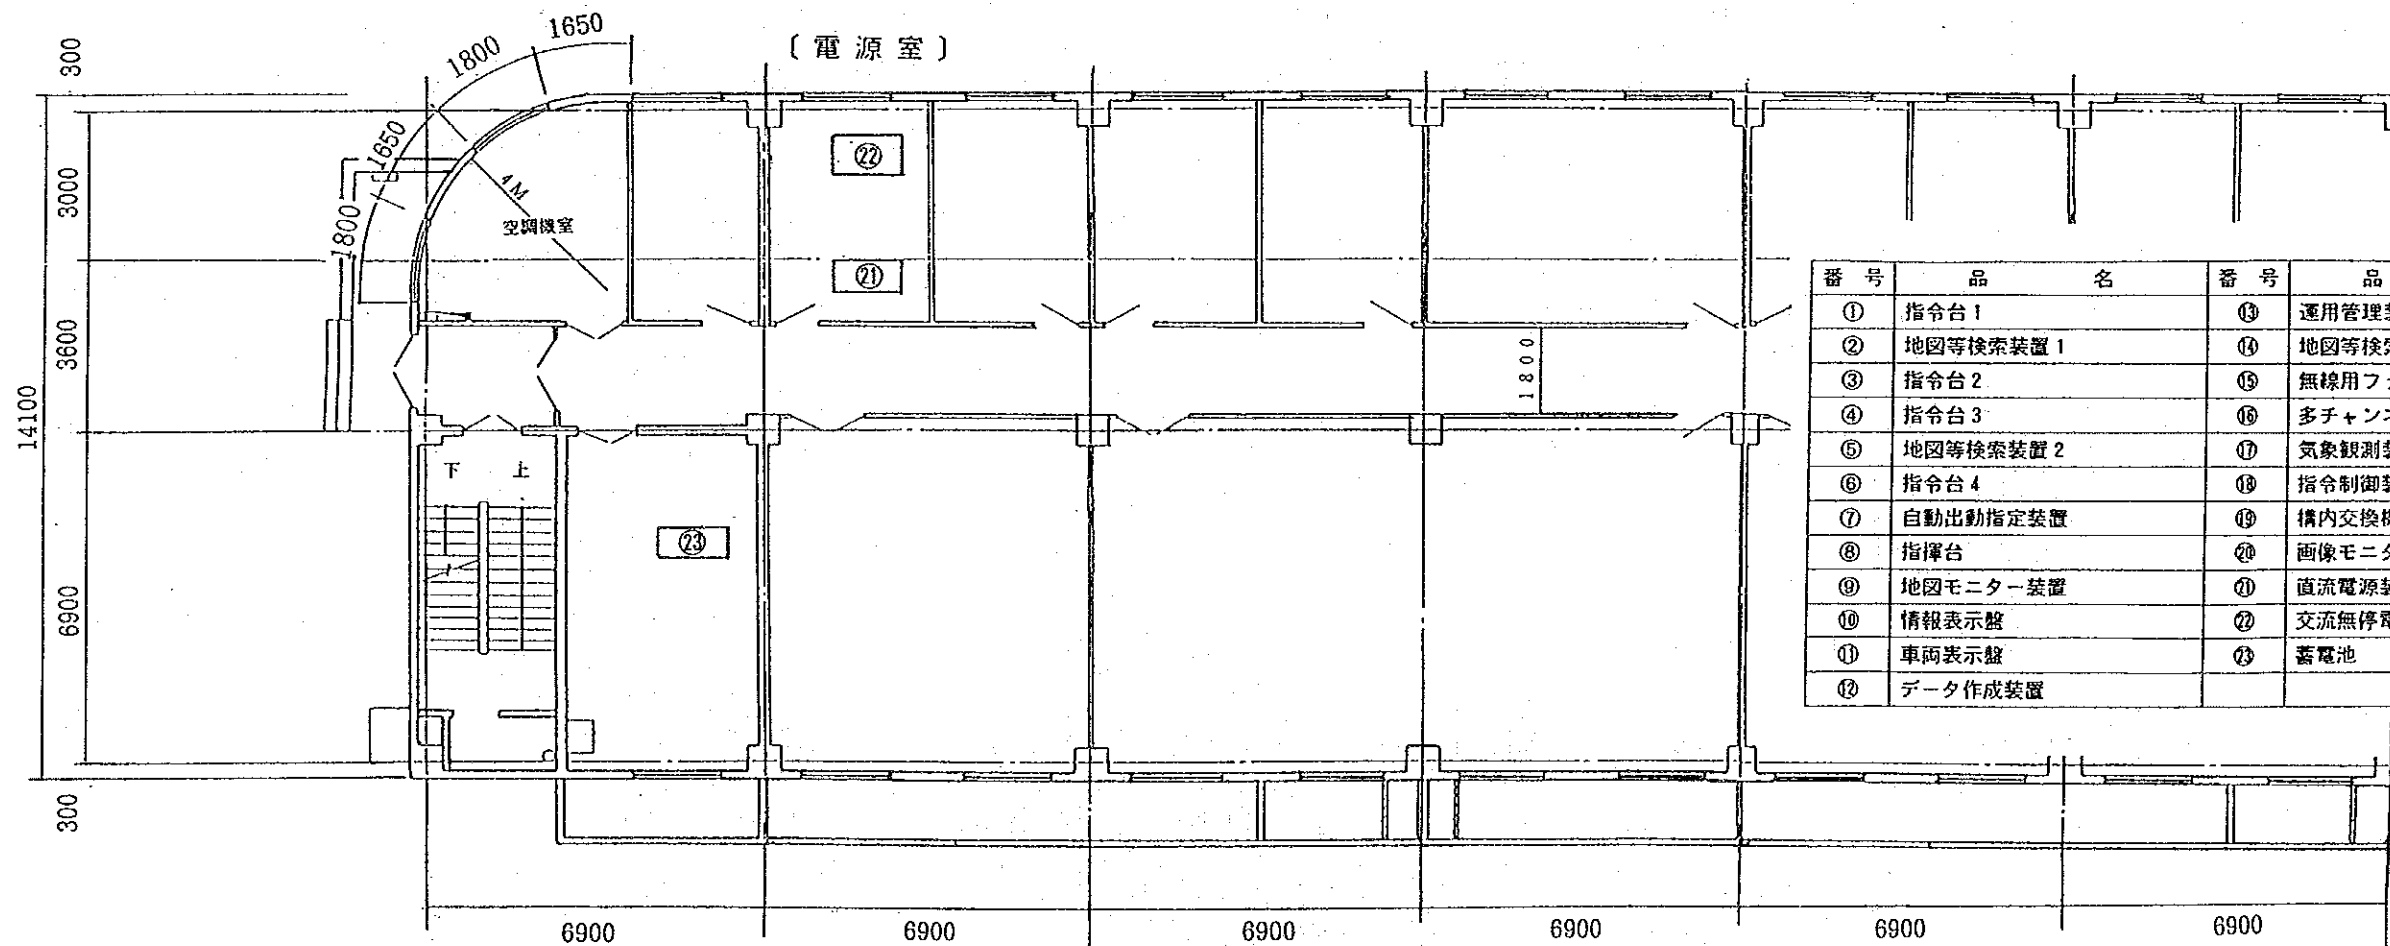 〔電源室〕
1650
1800
1650
1800
300
3000
3600
14100
6900
300
4M
空調機室
㉒
㉑
1800
下 上
㉓
番号 品名 番号 品
① 指令台1 ⑬ 運用管理
② 地図等検索装置1 ⑭ 地図等検
③ 指令台2 ⑮ 無線用フ
④ 指令台3 ⑯ 多チャン
⑤ 地図等検索装置2 ⑰ 気象観測
⑥ 指令台4 ⑱ 指令制御
⑦ 自動出動指定装置 ⑲ 構内交換
⑧ 指揮台 ⑳ 画像モニタ
⑨ 地図モニター装置 ㉑ 直流電源
⑩ 情報表示盤 ㉒ 交流無停
⑪ 車両表示盤 ㉓ 蓄電池
⑫ データ作成装置
6900 6900 6900 6900 6900 6900